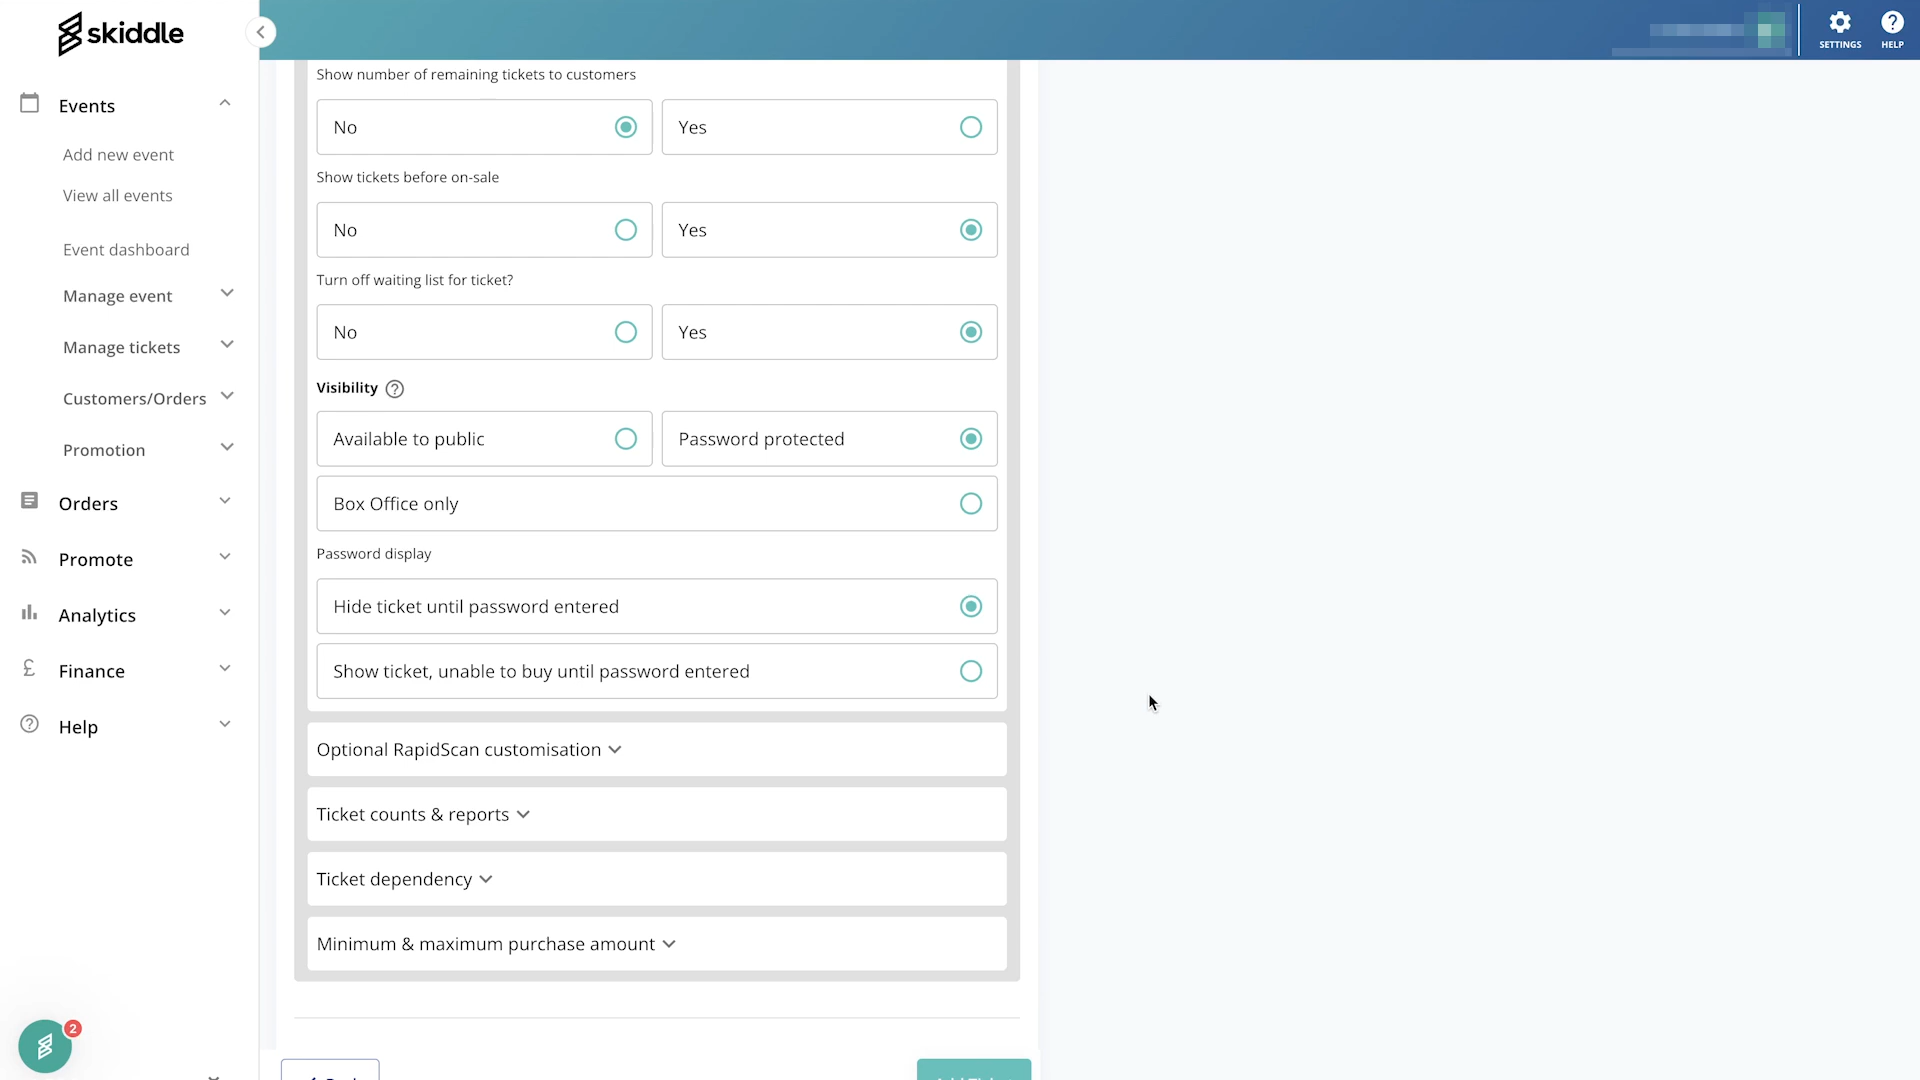 skiddle
SETTINGS
HELP
Events
Add new event
View all events
Event dashboard
Manage event
Manage tickets
Customers/Orders
Promotion
Orders
Promote
Analytics
Finance
Help
2
Show number of remaining tickets to customers
No
Yes
Show tickets before on-sale
No
Yes
Turn off waiting list for ticket?
No
Yes
Visibility ?
Available to public
Password protected
Box Office only
Password display
Hide ticket until password entered
Show ticket, unable to buy until password entered
Optional RapidScan customisation
Ticket counts & reports
Ticket dependency
Minimum & maximum purchase amount